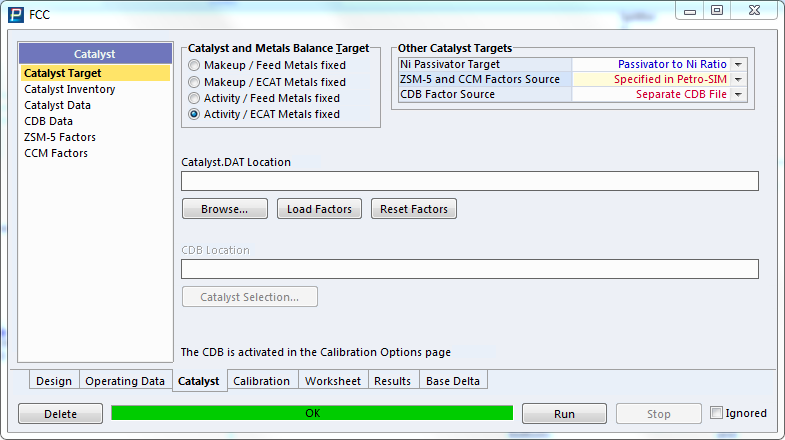 FCC
Catalyst
Catalyst Target
Catalyst Inventory
Catalyst Data
CDB Data
ZSM-5 Factors
CCM Factors
Catalyst and Metals Balance Target
Makeup / Feed Metals fixed
Makeup / ECAT Metals fixed
Activity / Feed Metals fixed
Activity / ECAT Metals fixed
Other Catalyst Targets
Ni Passivator Target Passivator to Ni Ratio
ZSM-5 and CCM Factors Source Specified in Petro-SIM
CDB Factor Source Separate CDB File
Catalyst.DAT Location
Browse... Load Factors Reset Factors
CDB Location
Catalyst Selection...
The CDB is activated in the Calibration Options page
Design Operating Data Catalyst Calibration Worksheet Results Base Delta
Delete OK Run Stop Ignored